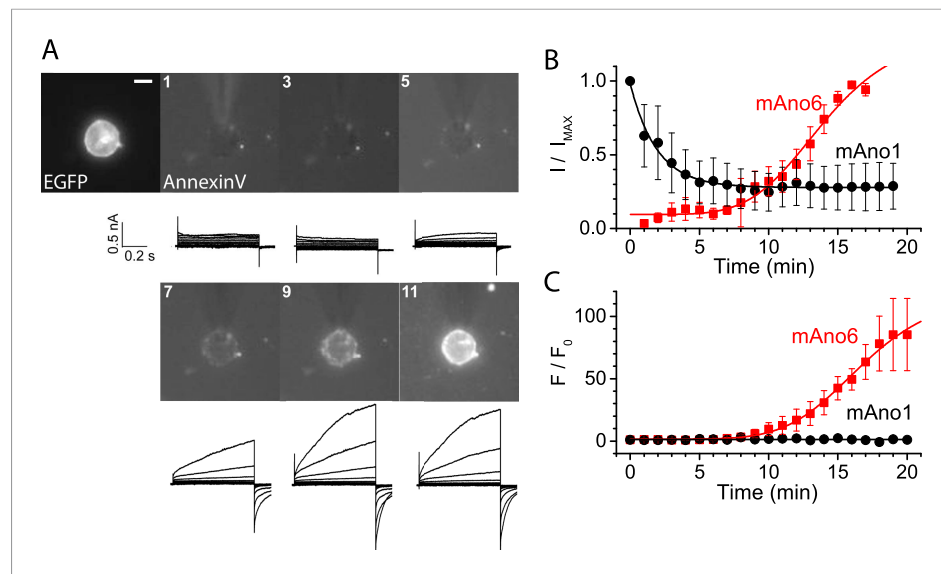 A
EGFP
1
AnnexinV
3
5
0.5 nA
0.2 s
7
9
11
B
I / I_MAX
1.0
0.5
0.0
mAno6
mAno1
0 5 10 15 20
Time (min)
C
F / F_0
100
50
0
mAno6
mAno1
0 5 10 15 20
Time (min)